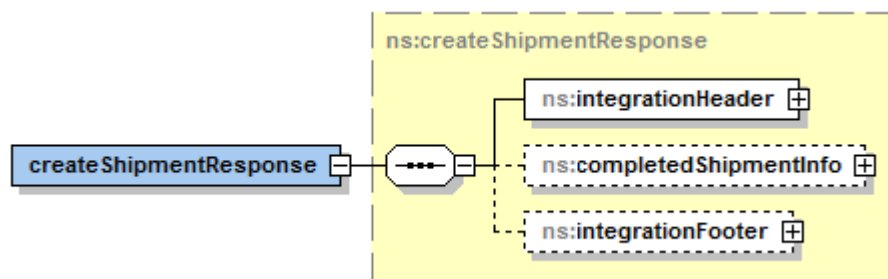 ns:createShipmentResponse
ns:integrationHeader
createShipmentResponse
ns:completedShipmentInfo
ns:integrationFooter